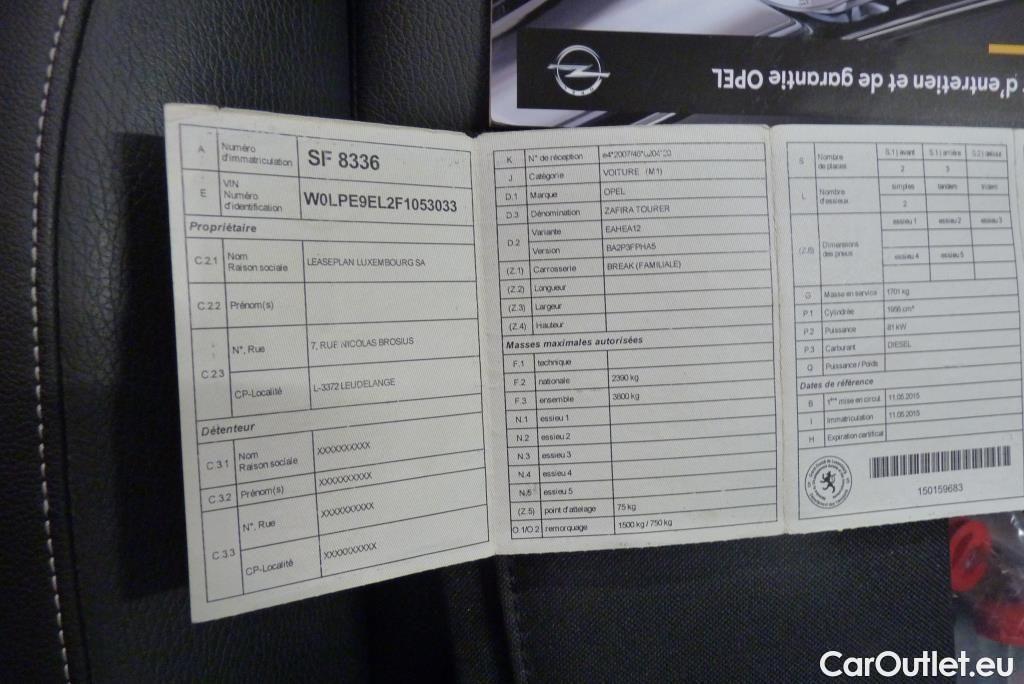 d'entretien et de garantie OPEL
A Numéro d'immatriculation SF 8336
E VIN Numéro d'identification W0LPE9EL2F1053033
Propriétaire
C.2.1 Nom Raison sociale LEASEPLAN LUXEMBOURG SA
C.2.2 Prénom(s)
C.2.3 N°, Rue 7, RUE NICOLAS BROSIUS
CP-Localité L-3372 LEUDELANGE
Détenteur
C.3.1 Nom Raison sociale XXXXXXXXXX
C.3.2 Prénom(s) XXXXXXXXXX
C.3.3 N°, Rue XXXXXXXXXX
CP-Localité XXXXXXXXXX
K N° de réception
J Catégorie VOITURE (M1)
D.1 Marque OPEL
D.3 Dénomination ZAFIRA TOURER
D.2 Variante EAHEA12
Version BA2P3FPHA5
(Z.1) Carrosserie BREAK (FAMILIALE)
(Z.2) Longueur
(Z.3) Largeur
(Z.4) Hauteur
Masses maximales autorisées
F.1 technique
F.2 nationale 2390 kg
F.3 ensemble 3800 kg
N.1 essieu 1
N.2 essieu 2
N.3 essieu 3
N.4 essieu 4
N.5 essieu 5
(Z.5) point d'attelage 75 kg
O.1/O.2 remorquage 1500 kg / 750 kg
S Nombre de places S.1) avant S.1) arrière
2 5
L Nombre d'essieux simples tandem tridem
2
(Z.6) Dimensions des pneus essieu 1 essieu 2 essieu 3
essieu 4 essieu 5
G Masse en service 1701 kg
P.1 Cylindrée 1956 cm³
P.2 Puissance 81 kW
P.3 Carburant DIESEL
Q Puissance / Poids
Dates de référence
B 1ère mise en circul. 11.05.2015
I Immatriculation 11.05.2015
H Expiration certificat
150159683
CarOutlet.eu